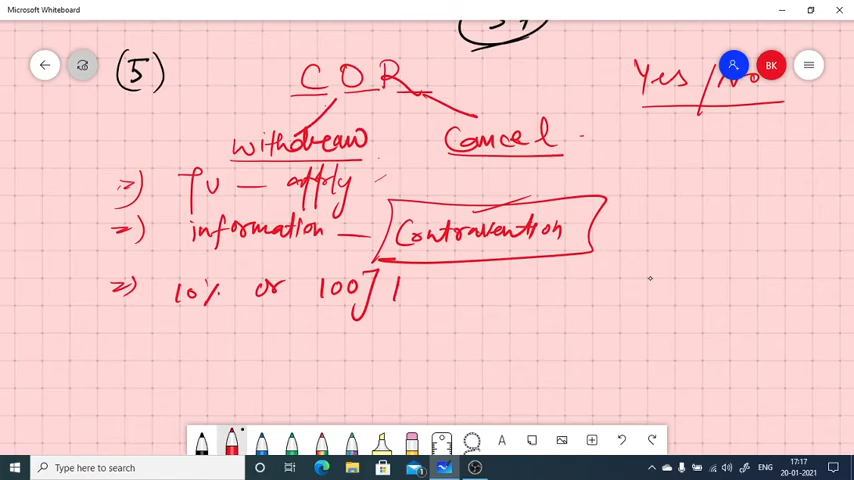 Microsoft Whiteboard
(5) COR Yes / No
BK
withdraw Cancel
=) PV — apply
=) information — Contravention
=) 10% or 100
A
Type here to search
ENG
17:17
20-01-2021